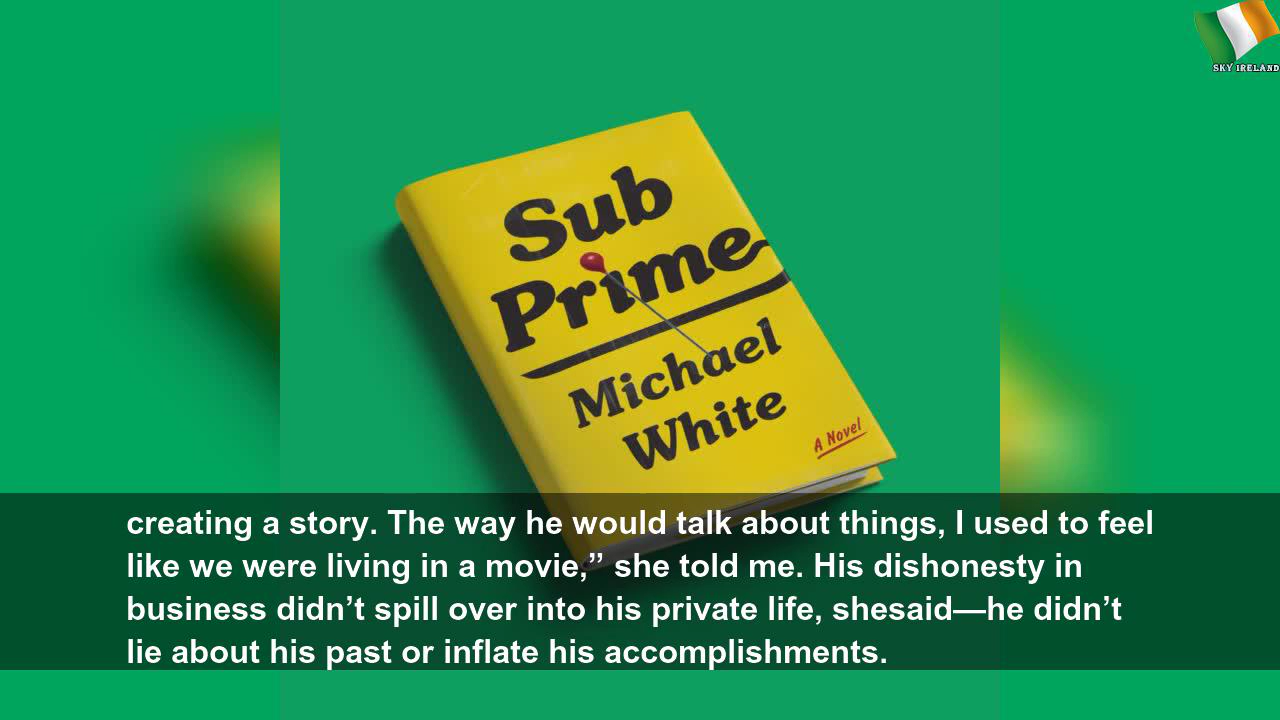 SKY IRELAND
Sub
Prime
Michael
White
A Novel
creating a story. The way he would talk about things, I used to feel
like we were living in a movie,” she told me. His dishonesty in
business didn’t spill over into his private life, shesaid—he didn’t
lie about his past or inflate his accomplishments.